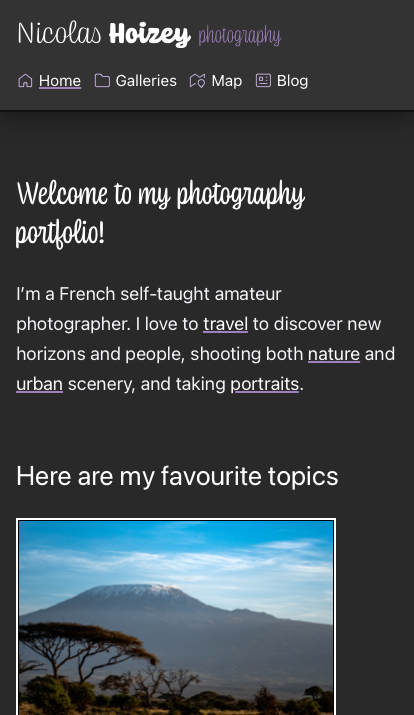 Nicolas Hoizey photography
Home Galleries Map Blog
Welcome to my photography
portfolio!
I’m a French self-taught amateur
photographer. I love to travel to discover new
horizons and people, shooting both nature and
urban scenery, and taking portraits.
Here are my favourite topics